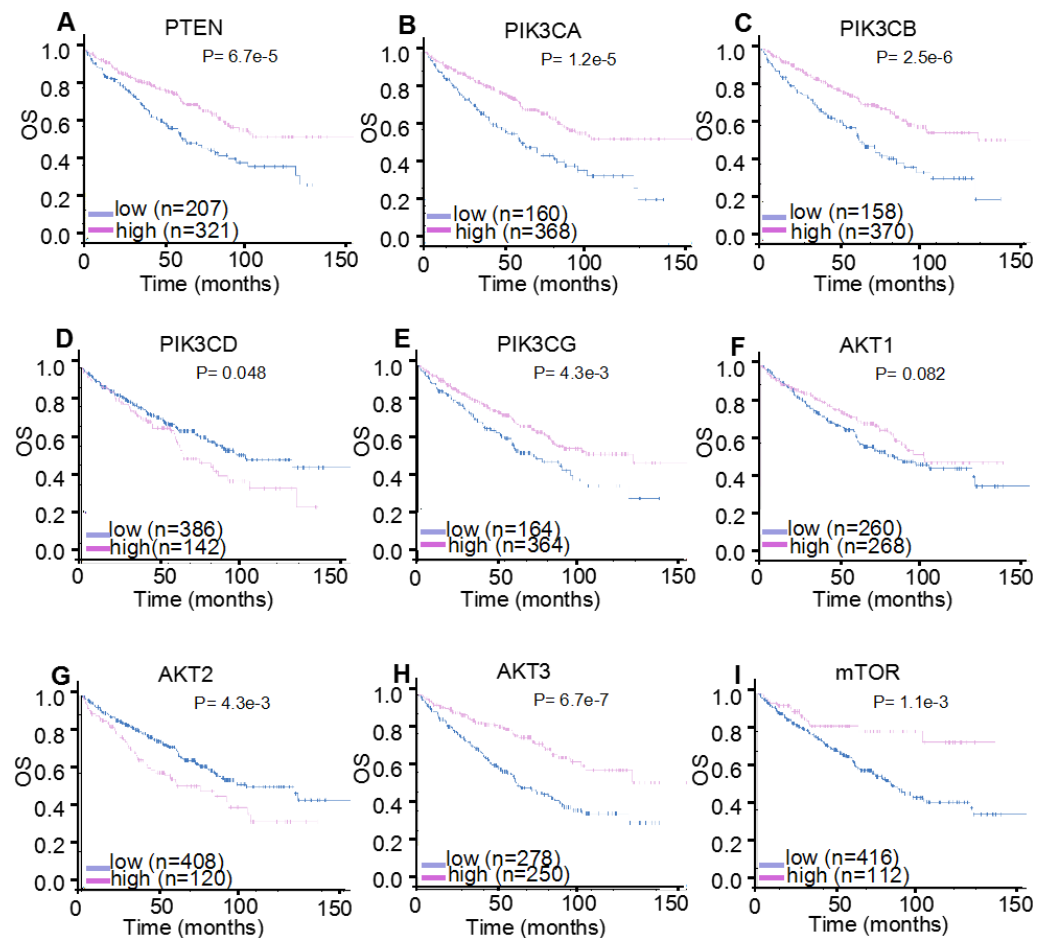 A
PTEN
P= 6.7e-5
1.0
0.8
0.6
0.4
0.2
0.0
OS
low (n=207)
high (n=321)
0 50 100 150
Time (months)
B
PIK3CA
P= 1.2e-5
1.0
0.8
0.6
0.4
0.2
0.0
OS
low (n=160)
high (n=368)
0 50 100 150
Time (months)
C
PIK3CB
P= 2.5e-6
1.0
0.8
0.6
0.4
0.2
0.0
OS
low (n=158)
high (n=370)
0 50 100 150
Time (months)
D
PIK3CD
P= 0.048
1.0
0.8
0.6
0.4
0.2
0.0
OS
low (n=386)
high(n=142)
0 50 100 150
Time (months)
E
PIK3CG
P= 4.3e-3
1.0
0.8
0.6
0.4
0.2
0.0
OS
low (n=164)
high (n=364)
0 50 100 150
Time (months)
F
AKT1
P= 0.082
1.0
0.8
0.6
0.4
0.2
0.0
OS
low (n=260)
high (n=268)
0 50 100 150
Time (months)
G
AKT2
P= 4.3e-3
1.0
0.8
0.6
0.4
0.2
0.0
OS
low (n=408)
high (n=120)
0 50 100 150
Time (months)
H
AKT3
P= 6.7e-7
1.0
0.8
0.6
0.4
0.2
0.0
OS
low (n=278)
high (n=250)
0 50 100 150
Time (months)
I
mTOR
P= 1.1e-3
1.0
0.8
0.6
0.4
0.2
0.0
OS
low (n=416)
high (n=112)
0 50 100 150
Time (months)